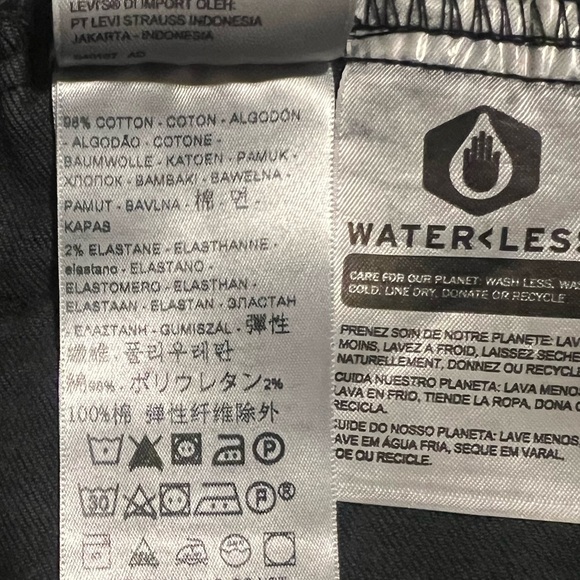 LEVI'S® DI IMPORT OLEH:
PT LEVI STRAUSS INDONESIA
JAKARTA - INDONESIA
98% COTTON - COTON - ALGODÓN
- ALGODÃO - COTONE -
BAUMWOLLE - KATOEN - PAMUK -
ХЛОПОК - ΒΑΜΒΑΚΙ - BAWEŁNA -
PAMUT - BAVLNA - 棉 - 면 -
KAPAS
2% ELASTANE - ELASTHANNE -
elastano - ELASTANO -
ELASTOMERO - ELASTHAN -
ELASTAAN - ELASTAN - ЭЛАСТАН
- ΕΛΑΣΤΑΝΗ - GUMISZÁL - 彈性
纖維 - 폴리우레탄
綿98% - ポリウレタン2%
100%棉 弹性纤维除外
30
P
P
F®
WATER<LESS
CARE FOR OUR PLANET: WASH LESS, WAS
COLD, LINE DRY, DONATE OR RECYCLE
PRENEZ SOIN DE NOTRE PLANETE: LAV
MOINS, LAVEZ A FROID, LAISSEZ SECHE
NATURELLEMENT, DONNEZ OU RECYCLE
CUIDA NUESTRO PLANETA: LAVA MENOS
LAVA EN FRIO, TIENDE LA ROPA, DONA O
RECICLA.
CUIDE DO NOSSO PLANETA: LAVE MENOS,
LAVE EM ÁGUA FRIA, SEQUE EM VARAL,
DOE OU RECICLE.